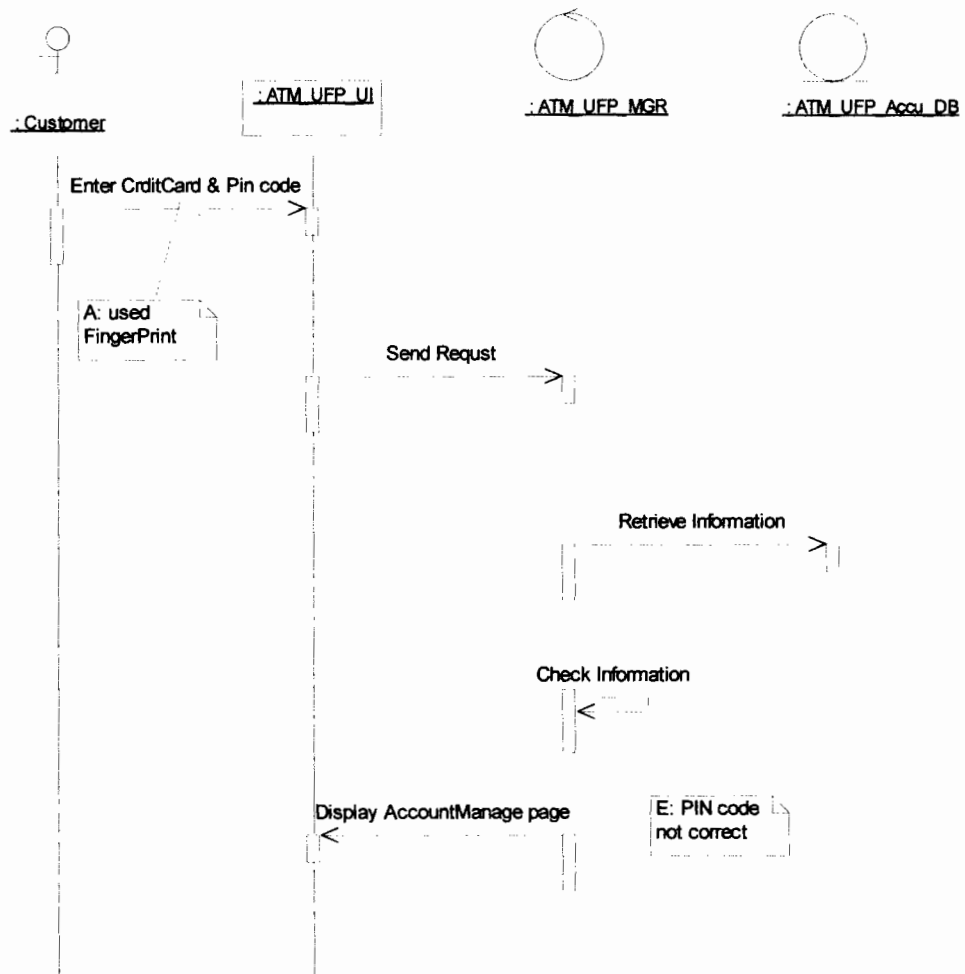 : Customer
: ATM_UFP_UI
: ATM_UFP_MGR
: ATM_UFP_Accu_DB
Enter CrditCard & Pin code
A: used
FingerPrint
Send Requst
Retrieve Information
Check Information
Display AccountManage page
E: PIN code
not correct